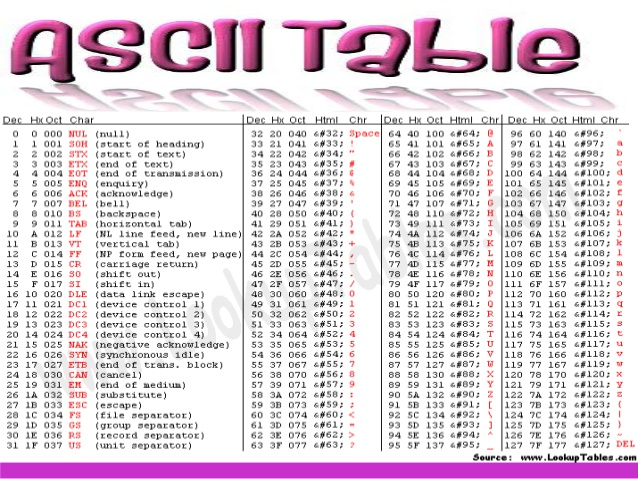 ASCII Table
Dec Hx Oct Char Dec Hx Oct Html Chr Dec Hx Oct Html Chr Dec Hx Oct Html Chr
0 0 000 NUL (null) 32 20 040 &#32; Space 64 40 100 &#64; @ 96 60 140 &#96; `
1 1 001 SOH (start of heading) 33 21 041 &#33; ! 65 41 101 &#65; A 97 61 141 &#97; a
2 2 002 STX (start of text) 34 22 042 &#34; " 66 42 102 &#66; B 98 62 142 &#98; b
3 3 003 ETX (end of text) 35 23 043 &#35; # 67 43 103 &#67; C 99 63 143 &#99; c
4 4 004 EOT (end of transmission) 36 24 044 &#36; $ 68 44 104 &#68; D 100 64 144 &#100; d
5 5 005 ENQ (enquiry) 37 25 045 &#37; % 69 45 105 &#69; E 101 65 145 &#101; e
6 6 006 ACK (acknowledge) 38 26 046 &#38; & 70 46 106 &#70; F 102 66 146 &#102; f
7 7 007 BEL (bell) 39 27 047 &#39; ' 71 47 107 &#71; G 103 67 147 &#103; g
8 8 010 BS (backspace) 40 28 050 &#40; ( 72 48 110 &#72; H 104 68 150 &#104; h
9 9 011 TAB (horizontal tab) 41 29 051 &#41; ) 73 49 111 &#73; I 105 69 151 &#105; i
10 A 012 LF (NL line feed, new line) 42 2A 052 &#42; * 74 4A 112 &#74; J 106 6A 152 &#106; j
11 B 013 VT (vertical tab) 43 2B 053 &#43; + 75 4B 113 &#75; K 107 6B 153 &#107; k
12 C 014 FF (NP form feed, new page) 44 2C 054 &#44; , 76 4C 114 &#76; L 108 6C 154 &#108; l
13 D 015 CR (carriage return) 45 2D 055 &#45; - 77 4D 115 &#77; M 109 6D 155 &#109; m
14 E 016 SO (shift out) 46 2E 056 &#46; . 78 4E 116 &#78; N 110 6E 156 &#110; n
15 F 017 SI (shift in) 47 2F 057 &#47; / 79 4F 117 &#79; O 111 6F 157 &#111; o
16 10 020 DLE (data link escape) 48 30 060 &#48; 0 80 50 120 &#80; P 112 70 160 &#112; p
17 11 021 DC1 (device control 1) 49 31 061 &#49; 1 81 51 121 &#81; Q 113 71 161 &#113; q
18 12 022 DC2 (device control 2) 50 32 062 &#50; 2 82 52 122 &#82; R 114 72 162 &#114; r
19 13 023 DC3 (device control 3) 51 33 063 &#51; 3 83 53 123 &#83; S 115 73 163 &#115; s
20 14 024 DC4 (device control 4) 52 34 064 &#52; 4 84 54 124 &#84; T 116 74 164 &#116; t
21 15 025 NAK (negative acknowledge) 53 35 065 &#53; 5 85 55 125 &#85; U 117 75 165 &#117; u
22 16 026 SYN (synchronous idle) 54 36 066 &#54; 6 86 56 126 &#86; V 118 76 166 &#118; v
23 17 027 ETB (end of trans. block) 55 37 067 &#55; 7 87 57 127 &#87; W 119 77 167 &#119; w
24 18 030 CAN (cancel) 56 38 070 &#56; 8 88 58 130 &#88; X 120 78 170 &#120; x
25 19 031 EM (end of medium) 57 39 071 &#57; 9 89 59 131 &#89; Y 121 79 171 &#121; y
26 1A 032 SUB (substitute) 58 3A 072 &#58; : 90 5A 132 &#90; Z 122 7A 172 &#122; z
27 1B 033 ESC (escape) 59 3B 073 &#59; ; 91 5B 133 &#91; [ 123 7B 173 &#123; {
28 1C 034 FS (file separator) 60 3C 074 &#60; < 92 5C 134 &#92; \ 124 7C 174 &#124; |
29 1D 035 GS (group separator) 61 3D 075 &#61; = 93 5D 135 &#93; ] 125 7D 175 &#125; }
30 1E 036 RS (record separator) 62 3E 076 &#62; > 94 5E 136 &#94; ^ 126 7E 176 &#126; ~
31 1F 037 US (unit separator) 63 3F 077 &#63; ? 95 5F 137 &#95; _ 127 7F 177 &#127; DEL
Source: www.LookupTables.com